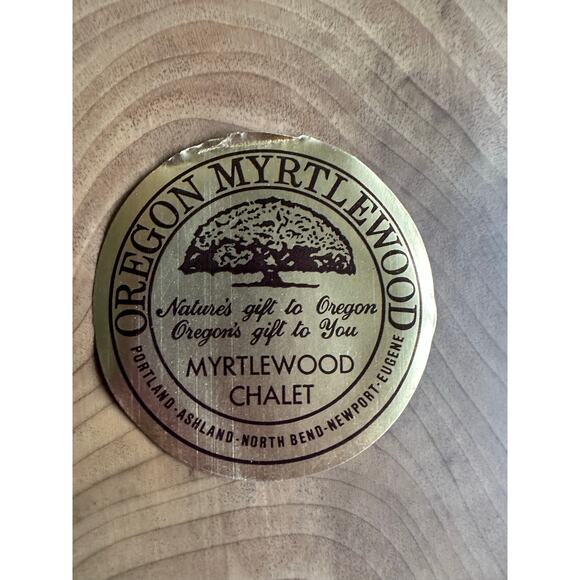 OREGON MYRTLEWOOD
Nature's gift to Oregon
Oregon's gift to You
MYRTLEWOOD
CHALET
PORTLAND-ASHLAND-NORTH BEND-NEWPORT-EUGENE